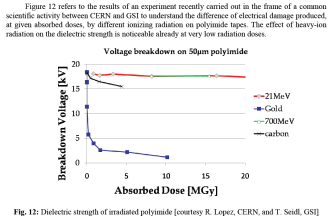 Figure 12 refers to the results of an experiment recently carried out in the frame of a common
scientific activity between CERN and GSI to understand the difference of electrical damage produced,
at given absorbed doses, by different ionizing radiation on polyimide tapes. The effect of heavy-ion
radiation on the dielectric strength is noticeable already at very low radiation doses.
Voltage breakdown on 50µm polyimide
Breakdown Voltage [kV]
20
15
10
5
0
0
5
10
15
20
Absorbed Dose [MGy]
21MeV
Gold
700MeV
carbon
Fig. 12: Dielectric strength of irradiated polyimide [courtesy R. Lopez, CERN, and T. Seidl, GSI]